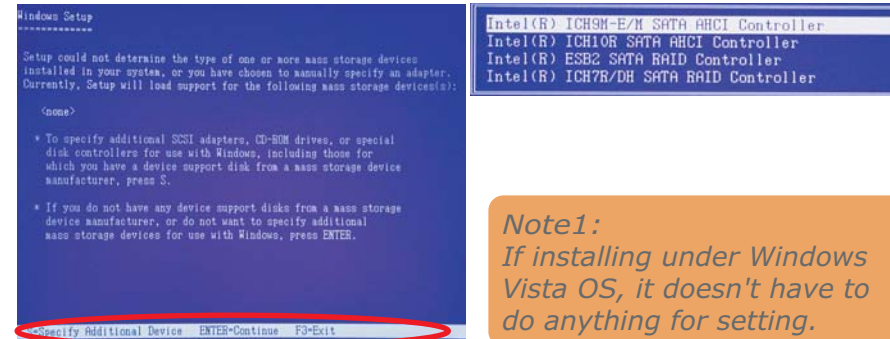 Windows Setup
=============
Setup could not determine the type of one or more mass storage devices
installed in your system, or you have chosen to manually specify an adapter.
Currently, Setup will load support for the following mass storage devices(s):
<none>
* To specify additional SCSI adapters, CD-ROM drives, or special
disk controllers for use with Windows, including those for
which you have a device support disk from a mass storage device
manufacturer, press S.
* If you do not have any device support disks from a mass storage
device manufacturer, or do not want to specify additional
mass storage devices for use with Windows, press ENTER.
S=Specify Additional Device ENTER=Continue F3=Exit
Intel(R) ICH9M-E/M SATA AHCI Controller
Intel(R) ICH10R SATA AHCI Controller
Intel(R) ESB2 SATA RAID Controller
Intel(R) ICH7R/DH SATA RAID Controller
Note1:
If installing under Windows
Vista OS, it doesn't have to
do anything for setting.